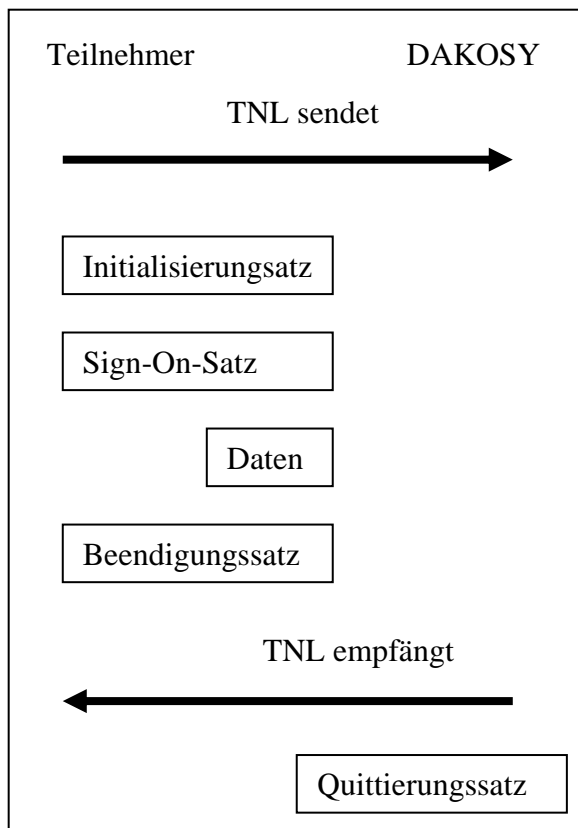 Teilnehmer DAKOSY
TNL sendet
Initialisierungsatz
Sign-On-Satz
Daten
Beendigungssatz
TNL empfängt
Quittierungssatz